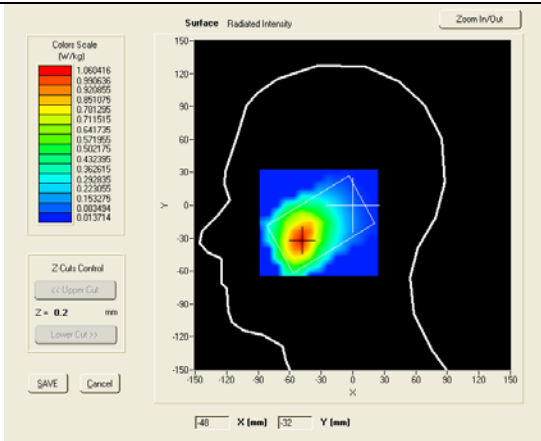 Surface Radiated Intensity
Zoom In/Out
Colors Scale
(W/kg)
1.060416
0.990636
0.920855
0.851075
0.781295
0.711515
0.641735
0.571955
0.502175
0.432395
0.362615
0.292835
0.223055
0.153275
0.083494
0.013714
Z-Cuts Control
<< Upper Cut
Z = 0.2 mm
Lower Cut >>
SAVE Cancel
150-
120-
90-
60-
30-
Y 0-
-30-
-60-
-90-
-120-
-150-
-150 -120 -90 -60 -30 0 30 60 90 120 150
X
-48 X (mm) -32 Y (mm)